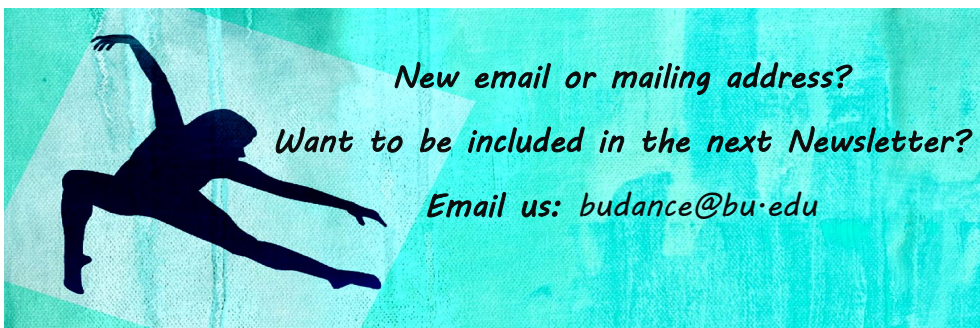 New email or mailing address?
Want to be included in the next Newsletter?
Email us: budance@bu.edu